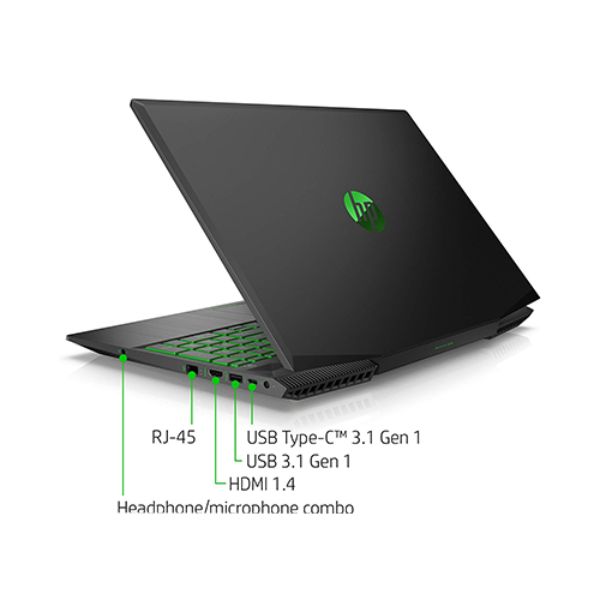 hp
RJ-45
USB Type-C™ 3.1 Gen 1
USB 3.1 Gen 1
HDMI 1.4
Headphone/microphone combo